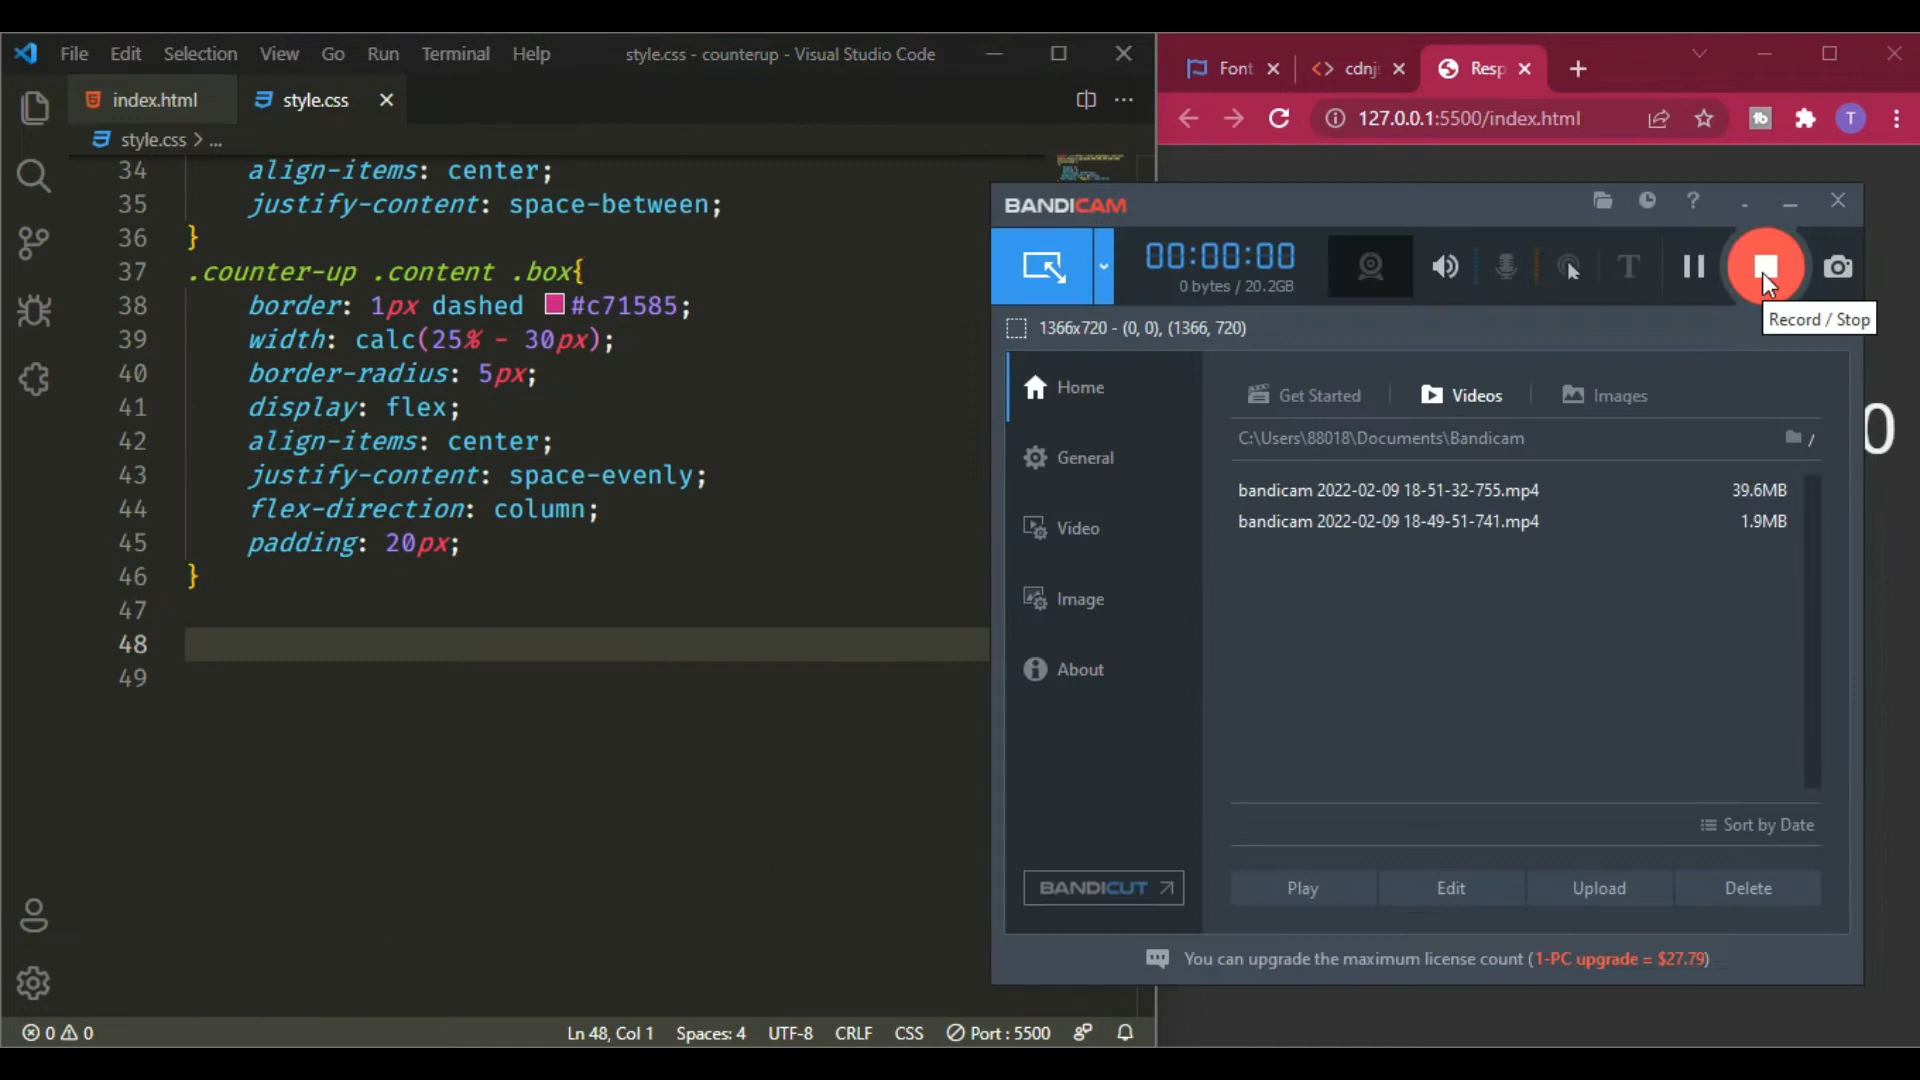 File Edit Selection View Go Run Terminal Help
style.css - counterup - Visual Studio Code
index.html
style.css
style.css > ...
34 align-items: center;
35 justify-content: space-between;
36 }
37 .counter-up .content .box{
38 border: 1px dashed #c71585;
39 width: calc(25% - 30px);
40 border-radius: 5px;
41 display: flex;
42 align-items: center;
43 justify-content: space-evenly;
44 flex-direction: column;
45 padding: 20px;
46 }
47
48
49
0 0
Ln 48, Col 1 Spaces: 4 UTF-8 CRLF CSS Port : 5500
Font
cdnj
Resp
127.0.0.1:5500/index.html
tb
T
BANDICAM
00:00:00
0 bytes / 20.2GB
T
Record / Stop
1366x720 - (0, 0), (1366, 720)
Home
General
Video
Image
About
BANDICUT
Get Started
Videos
Images
C:\Users\88018\Documents\Bandicam
/
bandicam 2022-02-09 18-51-32-755.mp4 39.6MB
bandicam 2022-02-09 18-49-51-741.mp4 1.9MB
Sort by Date
Play Edit Upload Delete
You can upgrade the maximum license count (1-PC upgrade = $27.79)
0